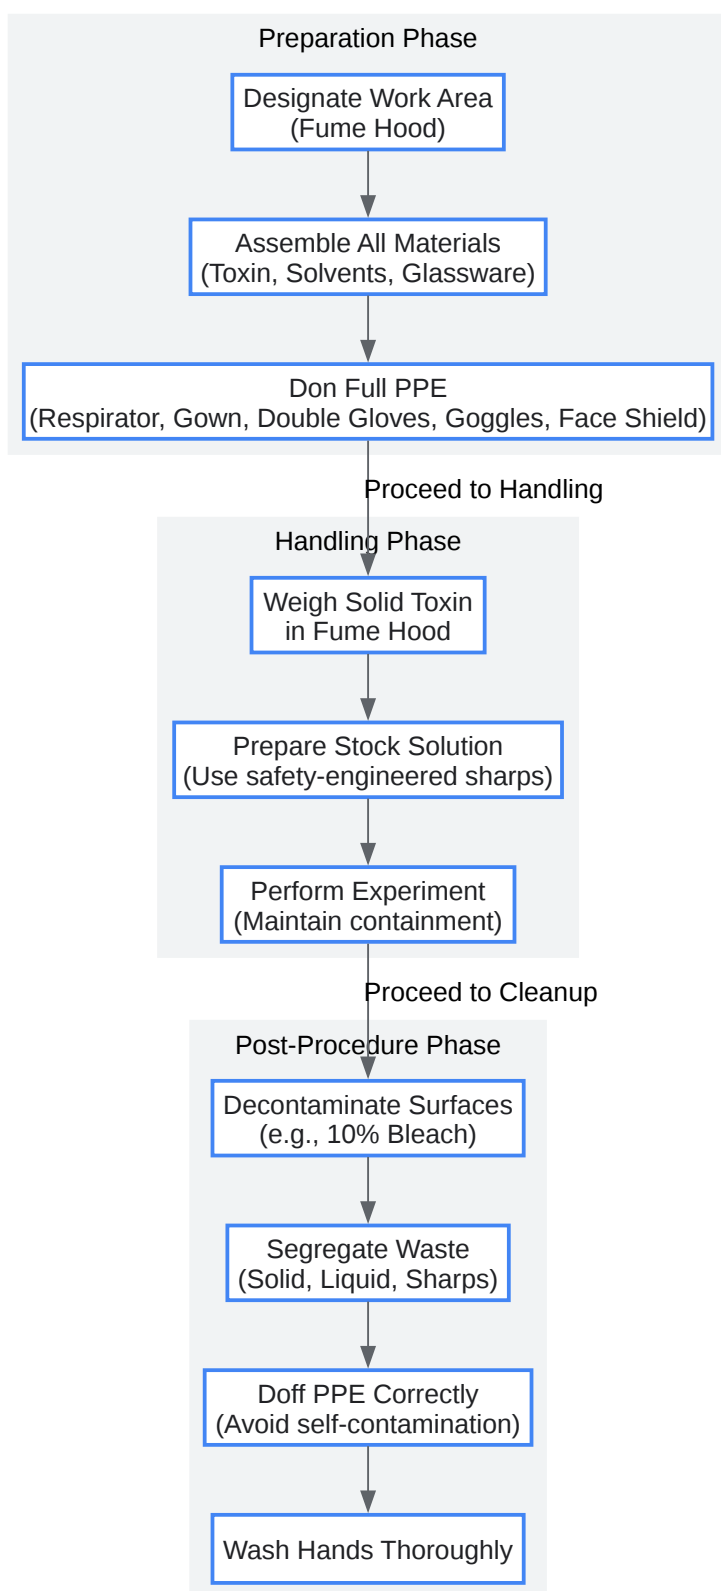 Preparation Phase
Designate Work Area
(Fume Hood)
Assemble All Materials
(Toxin, Solvents, Glassware)
Don Full PPE
(Respirator, Gown, Double Gloves, Goggles, Face Shield)
Proceed to Handling
Handling Phase
Weigh Solid Toxin
in Fume Hood
Prepare Stock Solution
(Use safety-engineered sharps)
Perform Experiment
(Maintain containment)
Proceed to Cleanup
Post-Procedure Phase
Decontaminate Surfaces
(e.g., 10% Bleach)
Segregate Waste
(Solid, Liquid, Sharps)
Doff PPE Correctly
(Avoid self-contamination)
Wash Hands Thoroughly